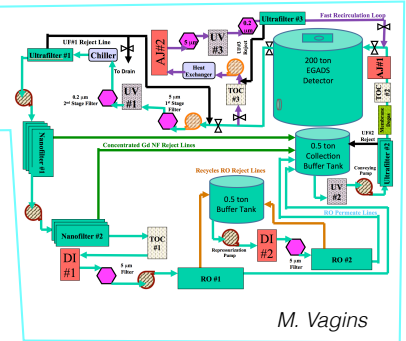 UF#1 Reject Line
Ultrafilter #1
Chiller
To Drain
0.2 µm
2nd Stage Filter
UV
#1
5 µm
1st Stage Filter
AJ#2
5
µm
UV
#3
0.2
µm
UF#3
Reject
Heat
Exchanger
TOC
#3
Ultrafilter #3
Fast Recirculation Loop
200 ton
EGADS
Detector
AJ#1
TOC
#2
Membrane
Degas
UF#2
Reject
Ultrafilter #2
Conveying
Pump
UV
#2
0.5 ton
Collection
Buffer Tank
Nanofilter #1
Concentrated Gd NF Reject Lines
Recycles RO Reject Lines
0.5 ton
Buffer Tank
RO Permeate Lines
Nanofilter #2
TOC
#1
DI
#1
5 µm
Filter
RO #1
Repressurization
Pump
DI
#2
5 µm
Filter
RO #2
M. Vagins